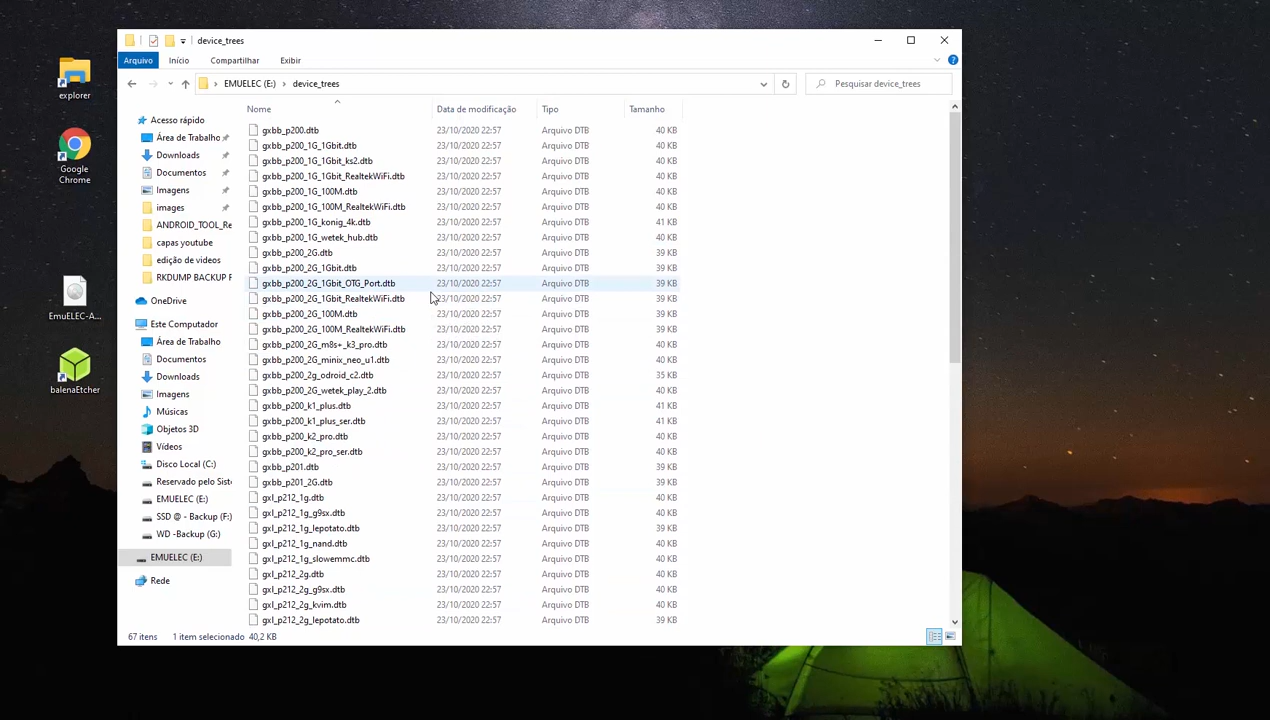 device_trees
Arquivo Início Compartilhar Exibir
EMUELEC (E:) device_trees
Pesquisar device_trees
explorer
Google
Chrome
EmuELEC-A...
balenaEtcher
Acesso rápido
Área de Trabalho
Downloads
Documentos
Imagens
images
ANDROID_TOOL_Re
capas youtube
edição de videos
RKDUMP BACKUP F
OneDrive
Este Computador
Área de Trabalho
Documentos
Downloads
Imagens
Músicas
Objetos 3D
Vídeos
Disco Local (C:)
Reservado pelo Siste
EMUELEC (E:)
SSD @ - Backup (F:)
WD -Backup (G:)
EMUELEC (E:)
Rede
Nome Data de modificação Tipo Tamanho
gxbb_p200.dtb 23/10/2020 22:57 Arquivo DTB 40 KB
gxbb_p200_1G_1Gbit.dtb 23/10/2020 22:57 Arquivo DTB 40 KB
gxbb_p200_1G_1Gbit_ks2.dtb 23/10/2020 22:57 Arquivo DTB 40 KB
gxbb_p200_1G_1Gbit_RealtekWiFi.dtb 23/10/2020 22:57 Arquivo DTB 40 KB
gxbb_p200_1G_100M.dtb 23/10/2020 22:57 Arquivo DTB 40 KB
gxbb_p200_1G_100M_RealtekWiFi.dtb 23/10/2020 22:57 Arquivo DTB 40 KB
gxbb_p200_1G_konig_4k.dtb 23/10/2020 22:57 Arquivo DTB 41 KB
gxbb_p200_1G_wetek_hub.dtb 23/10/2020 22:57 Arquivo DTB 40 KB
gxbb_p200_2G.dtb 23/10/2020 22:57 Arquivo DTB 39 KB
gxbb_p200_2G_1Gbit.dtb 23/10/2020 22:57 Arquivo DTB 39 KB
gxbb_p200_2G_1Gbit_OTG_Port.dtb 23/10/2020 22:57 Arquivo DTB 39 KB
gxbb_p200_2G_1Gbit_RealtekWiFi.dtb 23/10/2020 22:57 Arquivo DTB 39 KB
gxbb_p200_2G_100M.dtb 23/10/2020 22:57 Arquivo DTB 39 KB
gxbb_p200_2G_100M_RealtekWiFi.dtb 23/10/2020 22:57 Arquivo DTB 39 KB
gxbb_p200_2G_m8s+_k3_pro.dtb 23/10/2020 22:57 Arquivo DTB 40 KB
gxbb_p200_2G_minix_neo_u1.dtb 23/10/2020 22:57 Arquivo DTB 40 KB
gxbb_p200_2g_odroid_c2.dtb 23/10/2020 22:57 Arquivo DTB 35 KB
gxbb_p200_2G_wetek_play_2.dtb 23/10/2020 22:57 Arquivo DTB 40 KB
gxbb_p200_k1_plus.dtb 23/10/2020 22:57 Arquivo DTB 41 KB
gxbb_p200_k1_plus_ser.dtb 23/10/2020 22:57 Arquivo DTB 41 KB
gxbb_p200_k2_pro.dtb 23/10/2020 22:57 Arquivo DTB 40 KB
gxbb_p200_k2_pro_ser.dtb 23/10/2020 22:57 Arquivo DTB 40 KB
gxbb_p201.dtb 23/10/2020 22:57 Arquivo DTB 39 KB
gxbb_p201_2G.dtb 23/10/2020 22:57 Arquivo DTB 39 KB
gxl_p212_1g.dtb 23/10/2020 22:57 Arquivo DTB 40 KB
gxl_p212_1g_g9sx.dtb 23/10/2020 22:57 Arquivo DTB 40 KB
gxl_p212_1g_lepotato.dtb 23/10/2020 22:57 Arquivo DTB 39 KB
gxl_p212_1g_nand.dtb 23/10/2020 22:57 Arquivo DTB 39 KB
gxl_p212_1g_slowemmc.dtb 23/10/2020 22:57 Arquivo DTB 40 KB
gxl_p212_2g.dtb 23/10/2020 22:57 Arquivo DTB 40 KB
gxl_p212_2g_g9sx.dtb 23/10/2020 22:57 Arquivo DTB 40 KB
gxl_p212_2g_kvim.dtb 23/10/2020 22:57 Arquivo DTB 40 KB
gxl_p212_2g_lepotato.dtb 23/10/2020 22:57 Arquivo DTB 39 KB
67 itens 1 item selecionado 40,2 KB